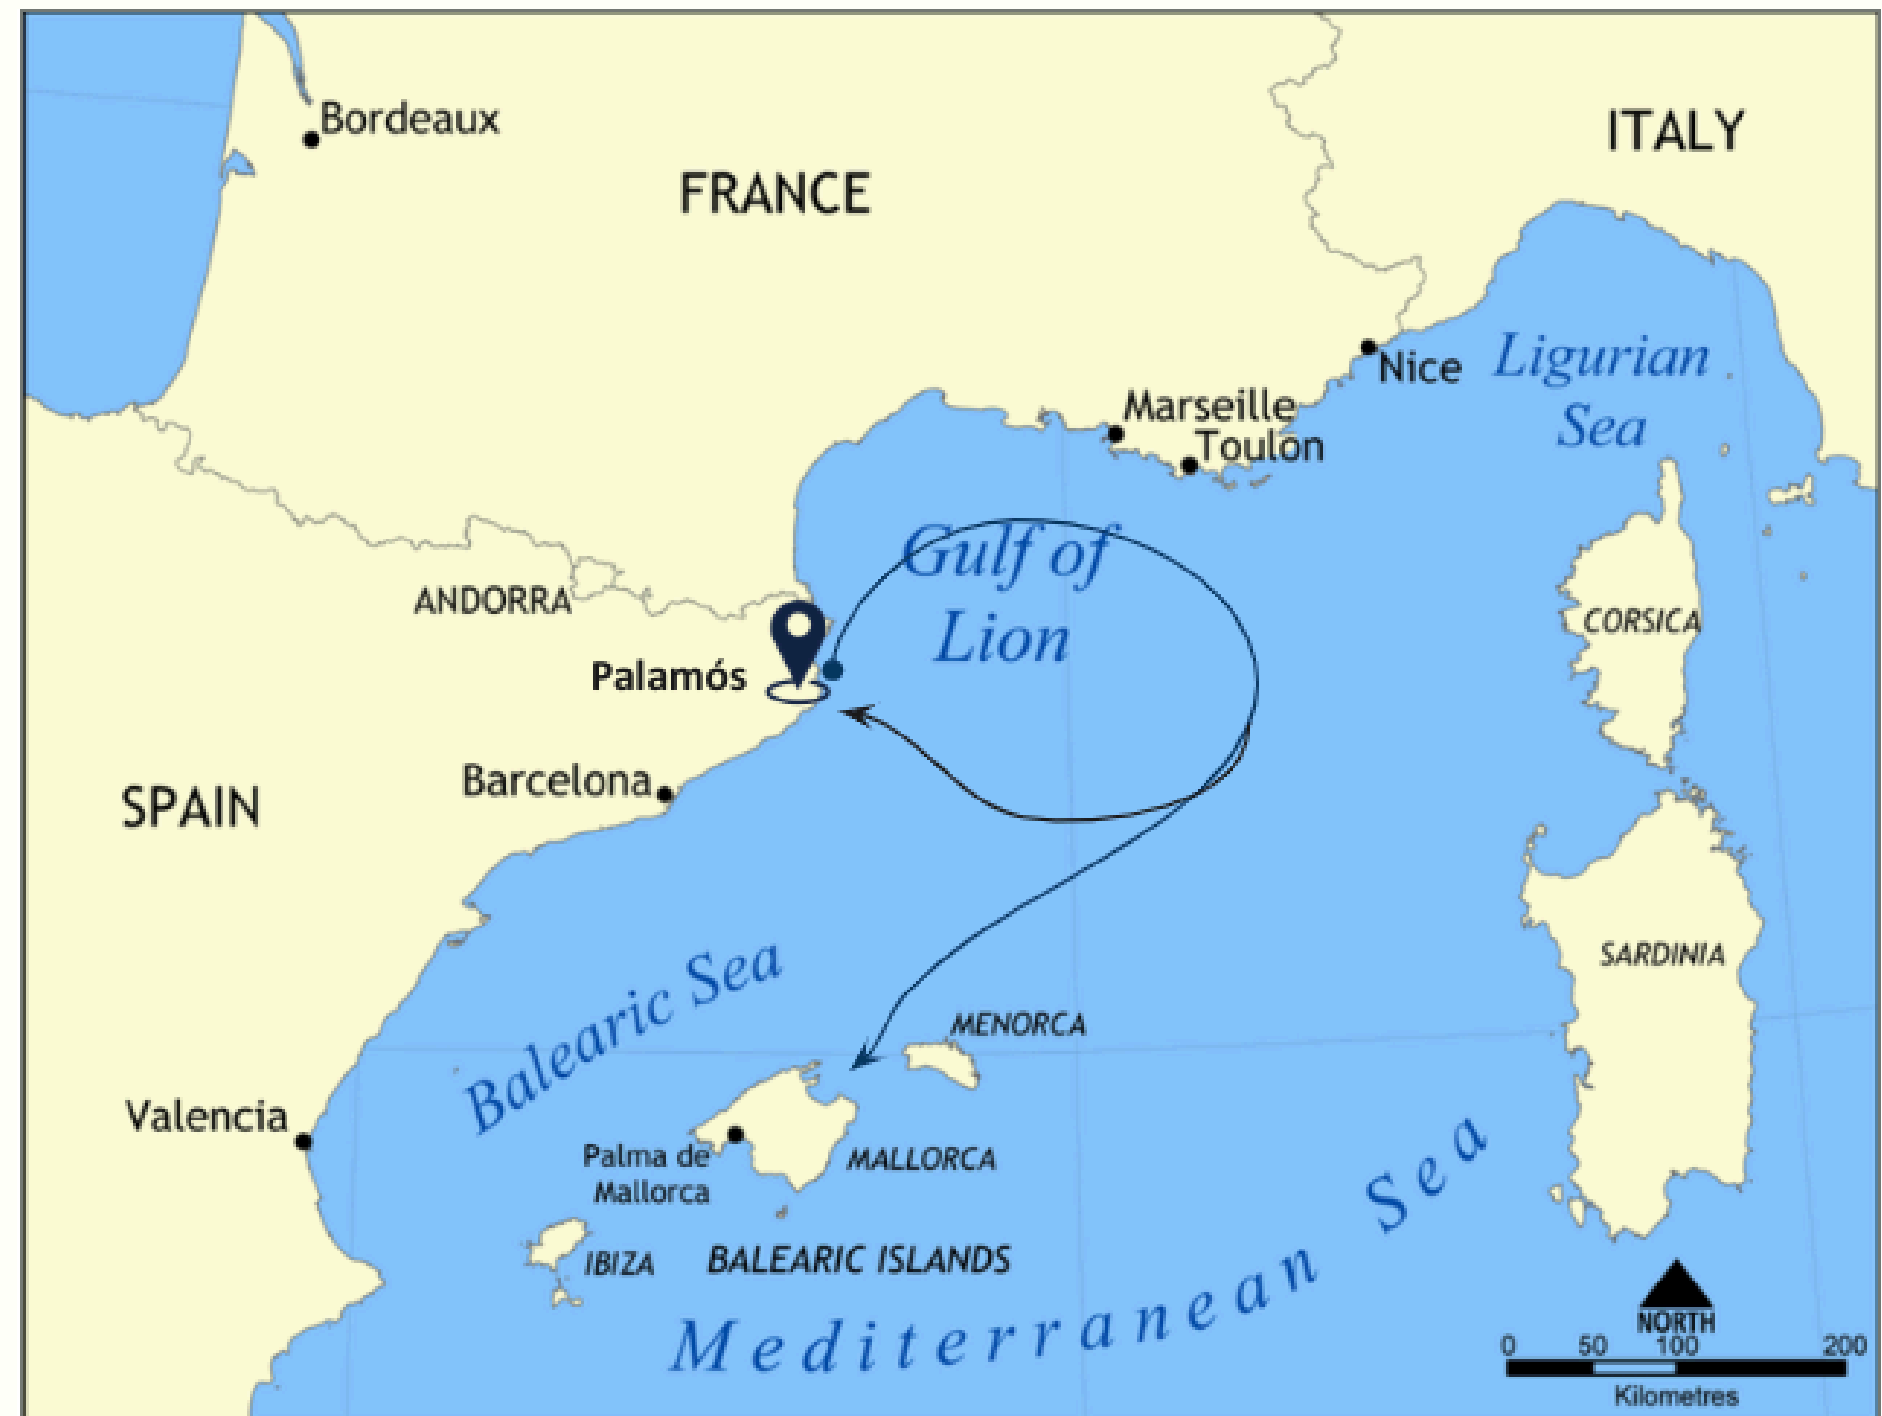 Bordeaux
FRANCE
ITALY
Nice
Ligurian
Sea
Marseille
Toulon
Gulf of
Lion
ANDORRA
CORSICA
Palamós
Barcelona
SPAIN
SARDINIA
Balearic Sea
MENORCA
Valencia
Palma de
Mallorca
MALLORCA
IBIZA
BALEARIC ISLANDS
Mediterranean Sea
NORTH
0 50 100 200
Kilometres